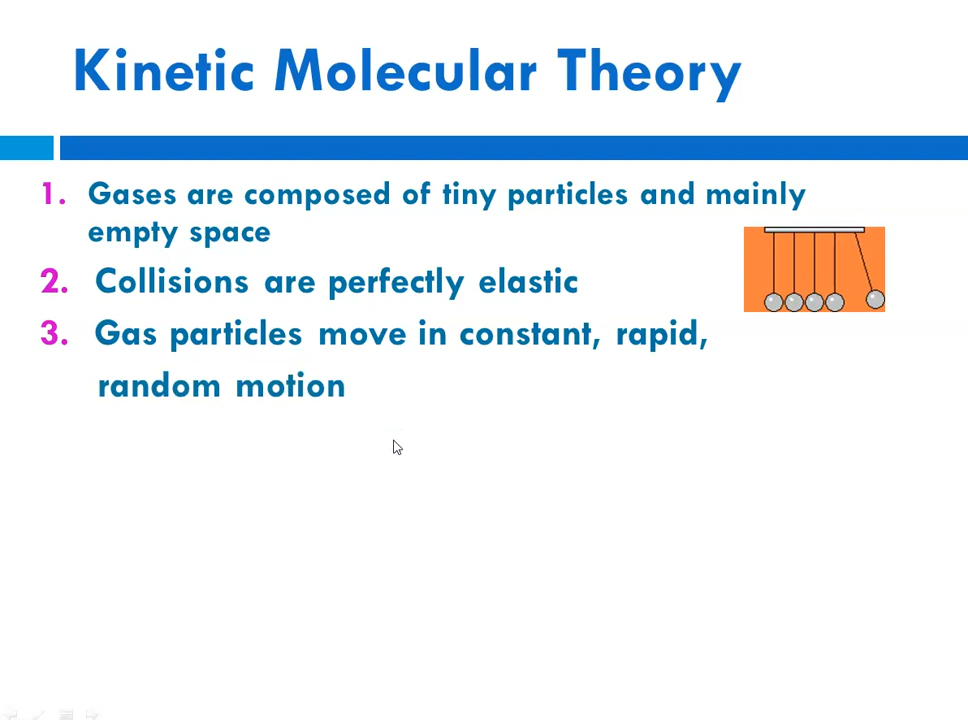 Kinetic Molecular Theory
1. Gases are composed of tiny particles and mainly
empty space
2. Collisions are perfectly elastic
3. Gas particles move in constant, rapid,
random motion